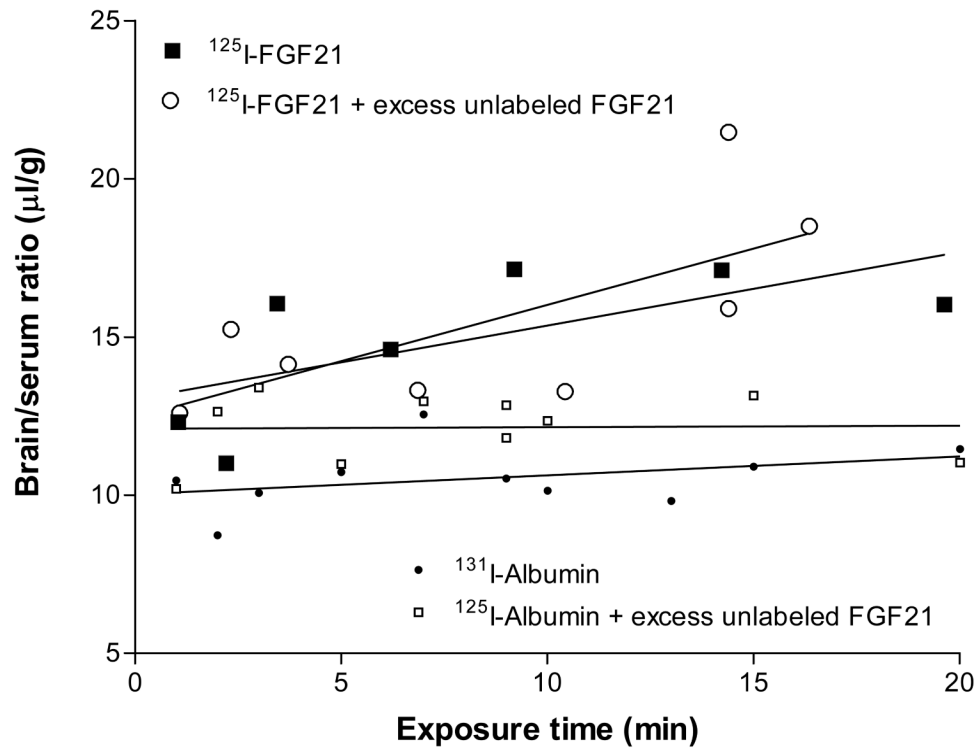 25
20
15
10
5
Brain/serum ratio (μl/g)
¹²⁵I-FGF21
¹²⁵I-FGF21 + excess unlabeled FGF21
¹³¹I-Albumin
¹²⁵I-Albumin + excess unlabeled FGF21
0 5 10 15 20
Exposure time (min)